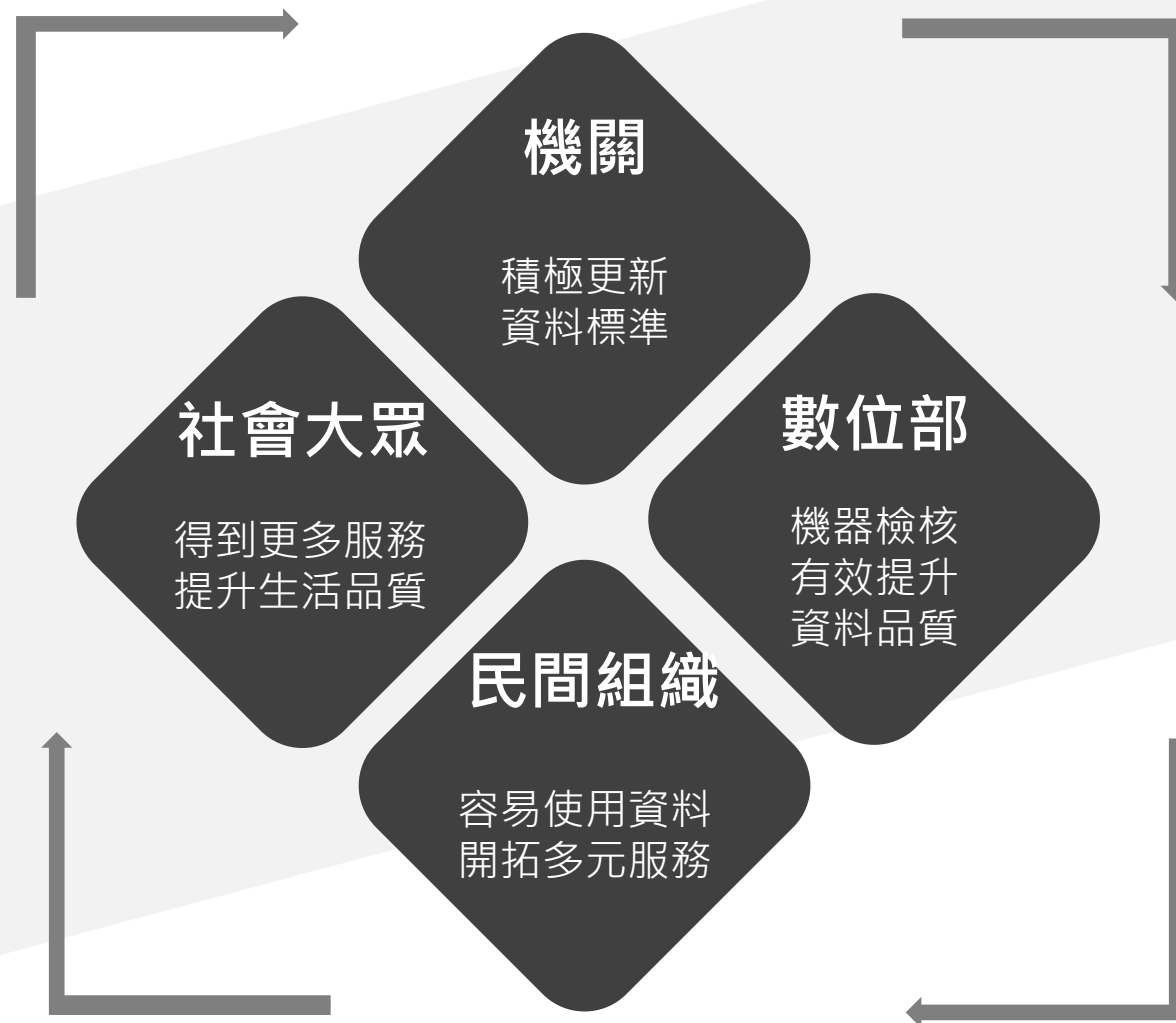 機關
積極更新
資料標準
社會大眾
得到更多服務
提升生活品質
數位部
機器檢核
有效提升
資料品質
民間組織
容易使用資料
開拓多元服務